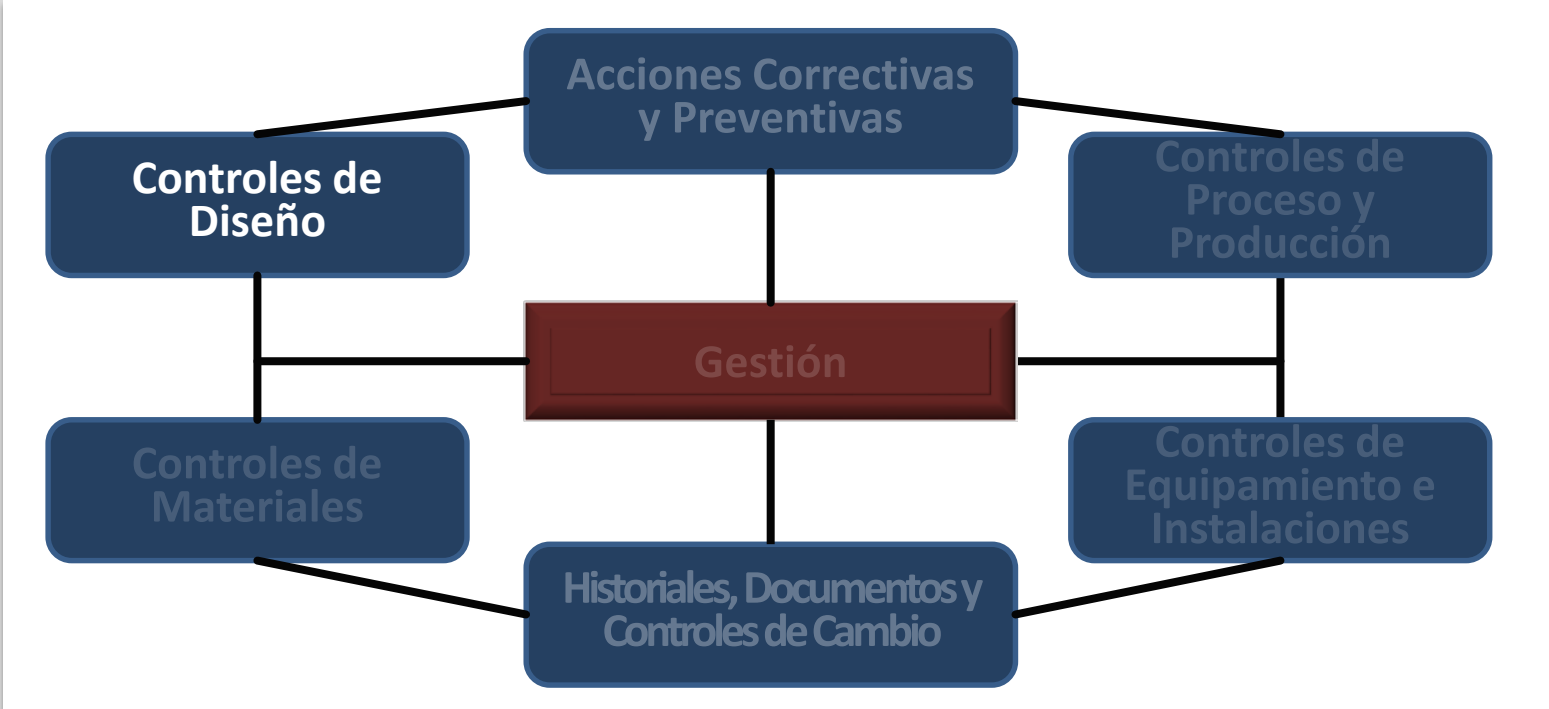 Acciones Correctivas
y Preventivas
Controles de
Diseño
Controles de
Proceso y
Producción
Gestión
Controles de
Materiales
Controles de
Equipamiento e
Instalaciones
Historiales, Documentos y
Controles de Cambio